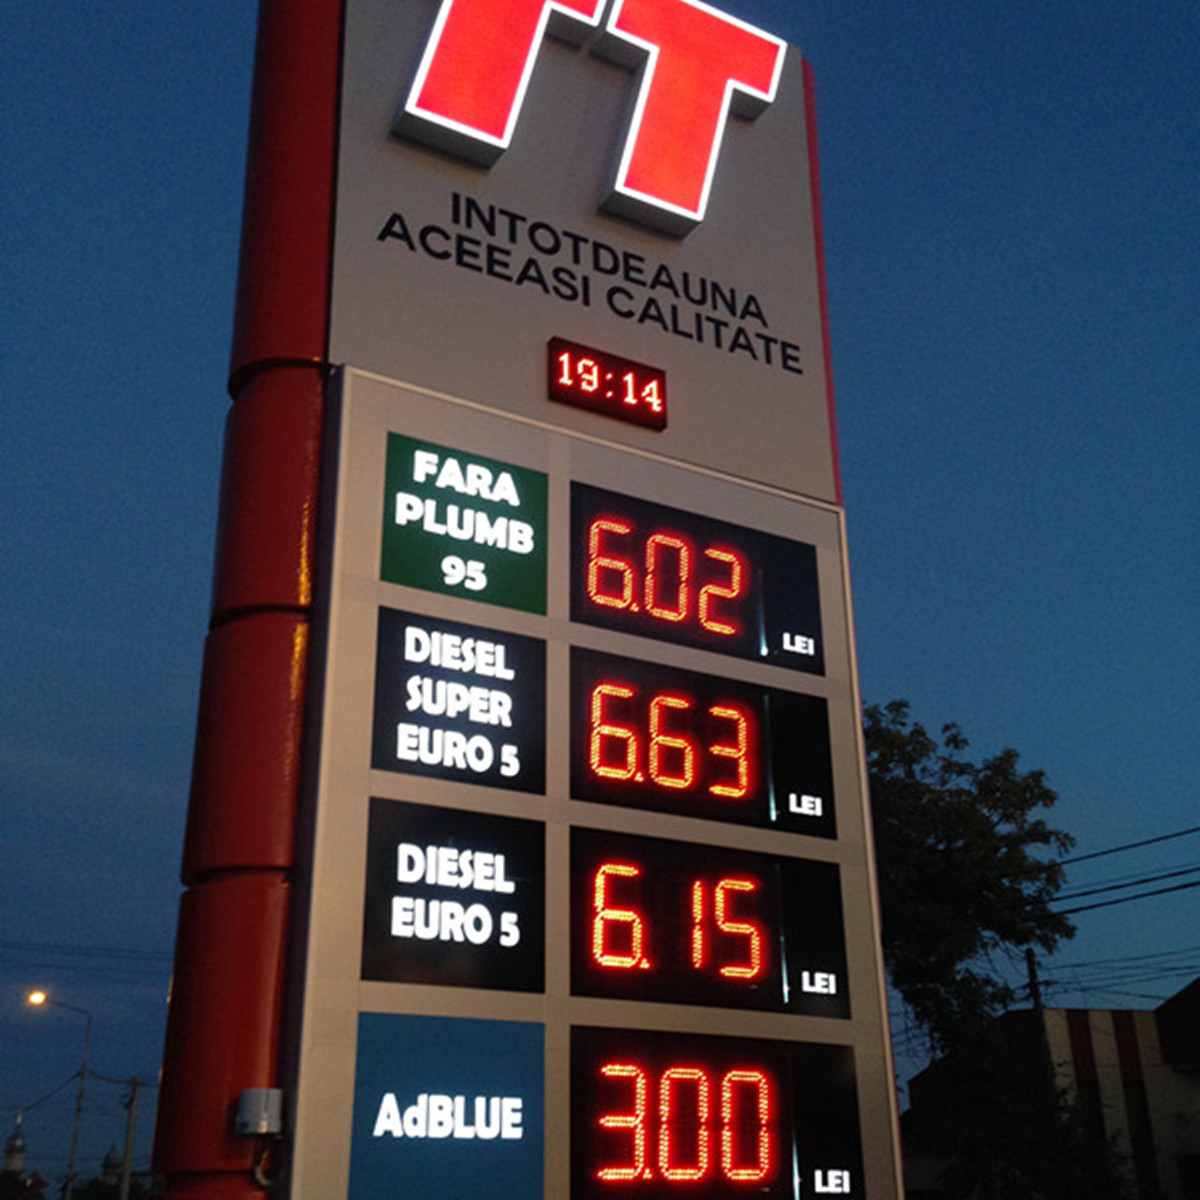 INTOTDEAUNA
ACEEASI CALITATE
19:14
FARA
PLUMB
95
6.02
LEI
DIESEL
SUPER
EURO 5
6.63
LEI
DIESEL
EURO 5
6.15
LEI
AdBLUE
3.00
LEI